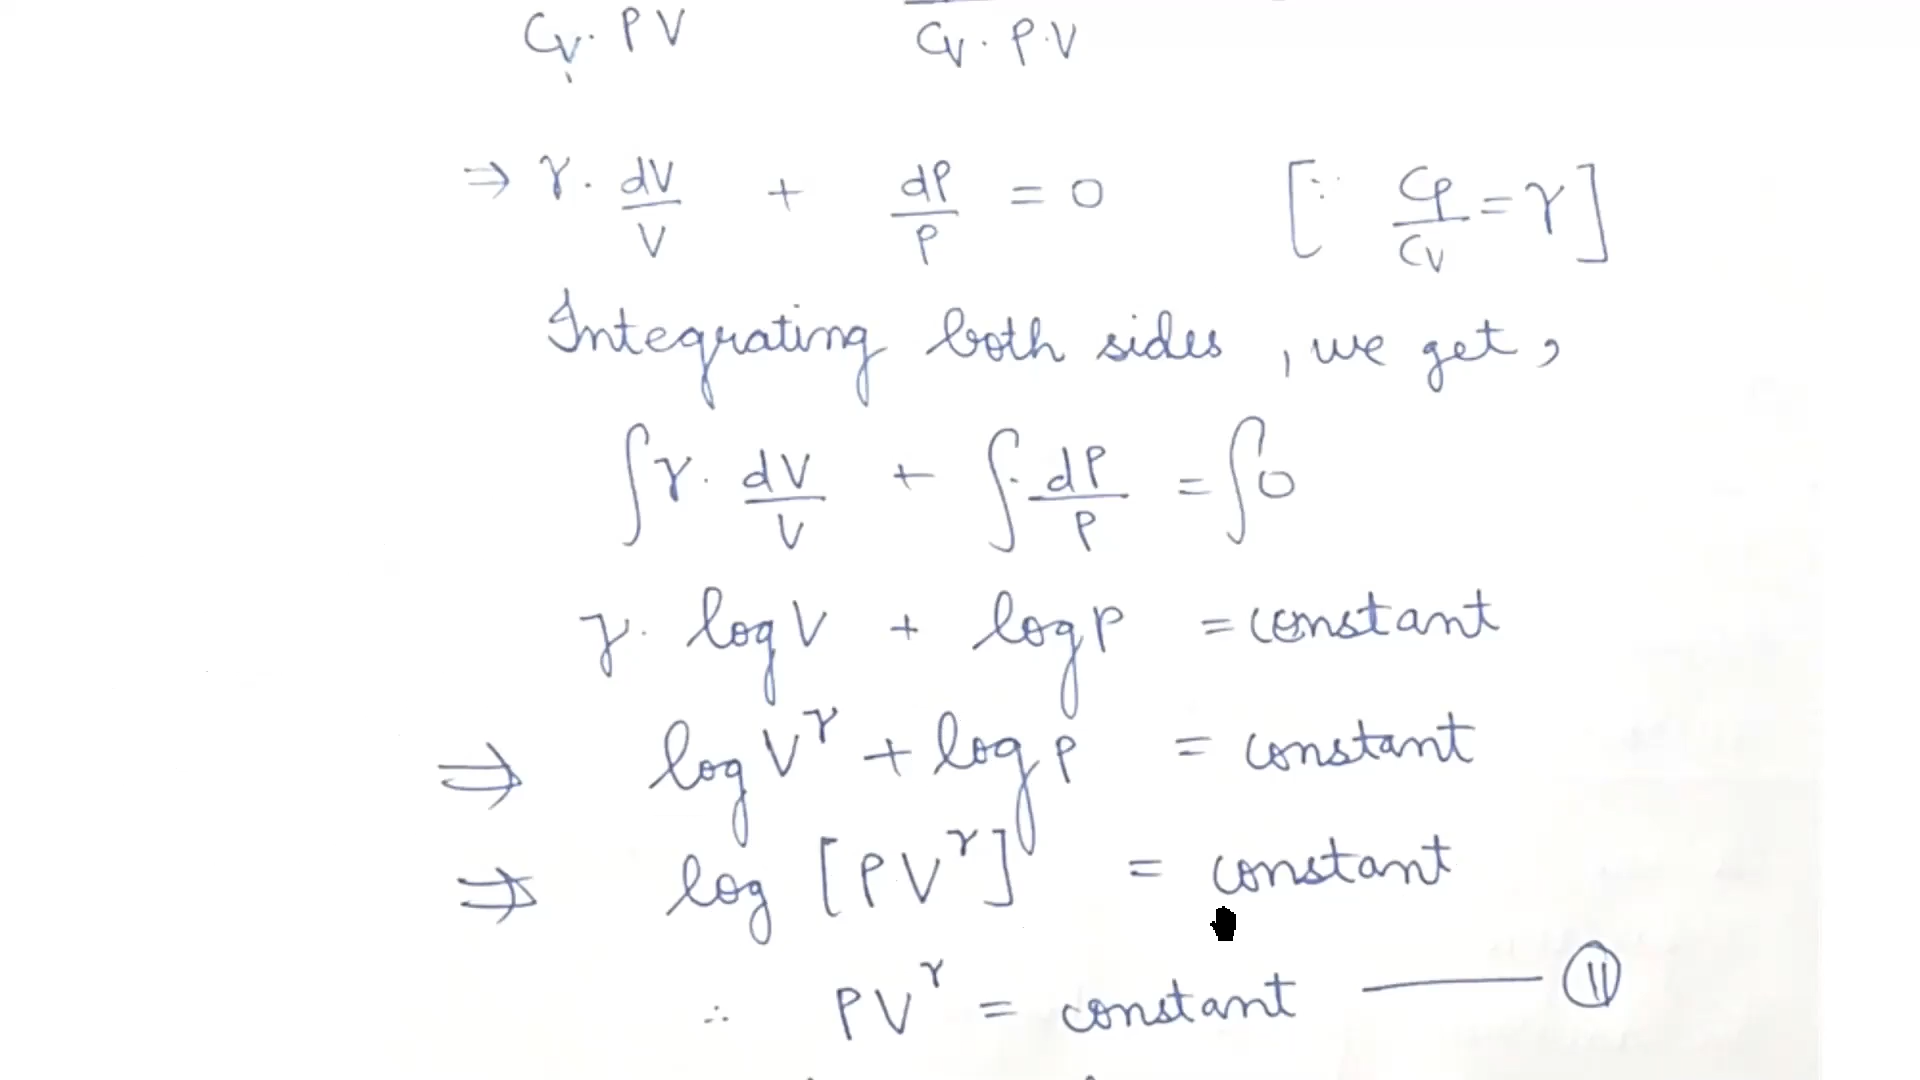 Cv. PV    Cv. P.V
⇒ γ. dV/V + dP/P = 0    [∵ Cp/Cv = γ]
Integrating both sides, we get,
∫γ. dV/V + ∫. dP/P = ∫0
γ. log V + log P = constant
⇒ log V^γ + log P = constant
⇒ log [PV^γ] = constant
∴ PV^γ = constant —— 11